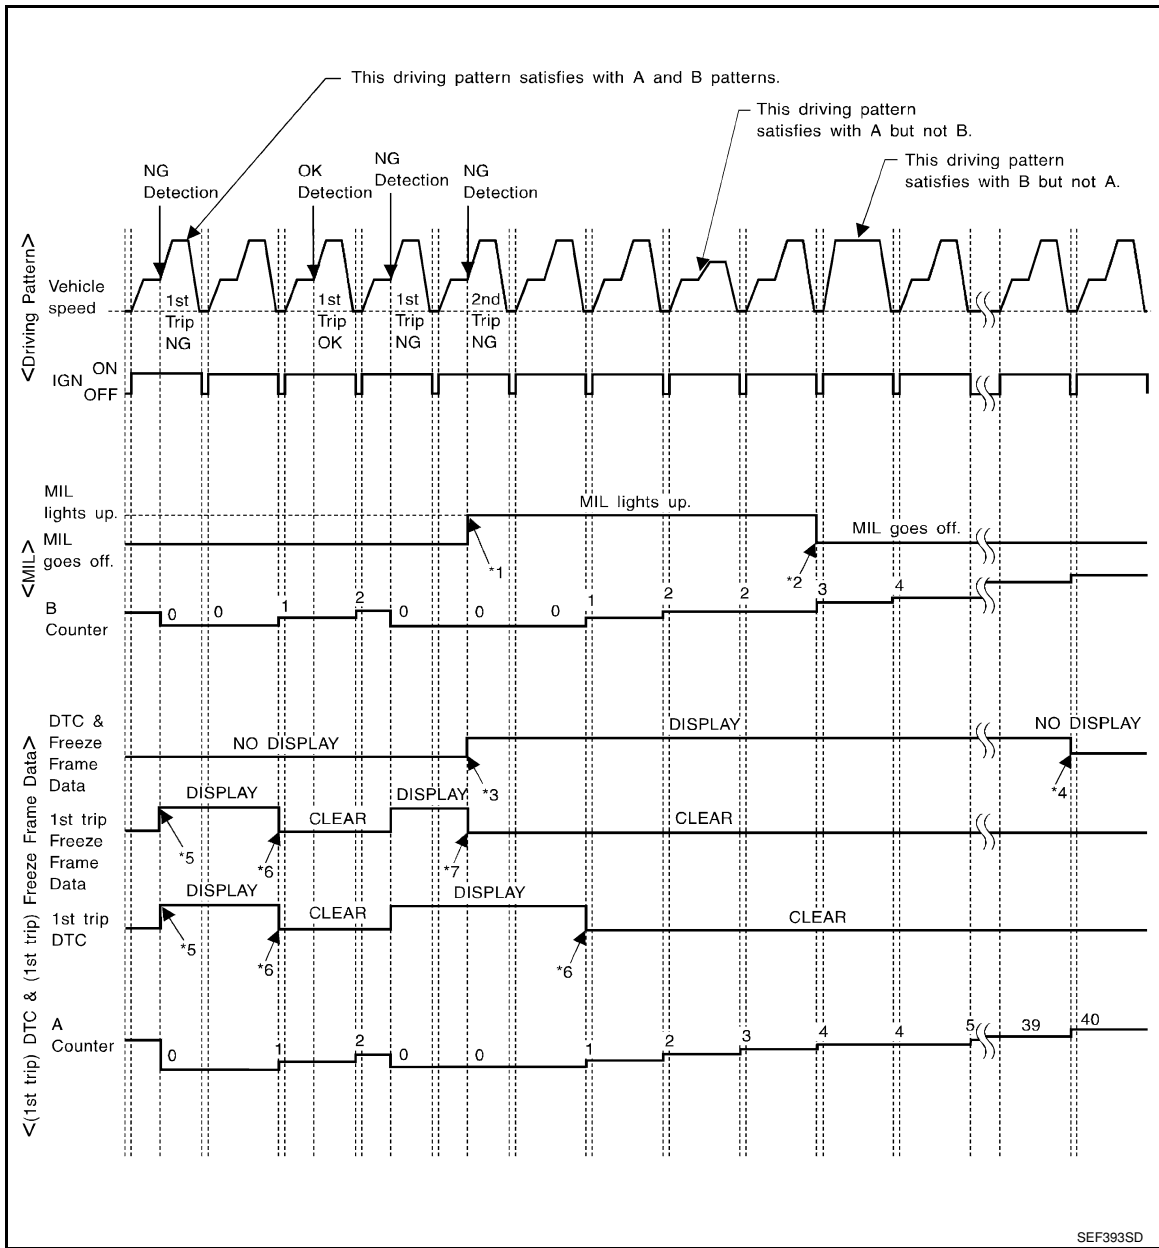 This driving pattern satisfies with A and B patterns.
This driving pattern
satisfies with A but not B.
This driving pattern
satisfies with B but not A.
NG
Detection
OK
Detection
NG
Detection
NG
Detection
<Driving Pattern>
Vehicle
speed
1st
Trip
NG
1st
Trip
OK
1st
Trip
NG
2nd
Trip
NG
IGN ON
OFF
<MIL>
MIL
lights up.
MIL lights up.
MIL
goes off.
MIL goes off.
*1
*2
B
Counter
0 0 1 2 0 0 0 1 2 2 3 4
<(1st trip) DTC & (1st trip) Freeze Frame Data>
DTC &
Freeze
Frame
Data
NO DISPLAY
DISPLAY
NO DISPLAY
*3
*4
1st trip
Freeze
Frame
Data
DISPLAY
CLEAR
DISPLAY
CLEAR
*5
*6
*7
1st trip
DTC
DISPLAY
CLEAR
DISPLAY
CLEAR
*5
*6
*6
A
Counter
0 1 2 0 0 1 2 3 4 4 5 39 40
SEF393SD